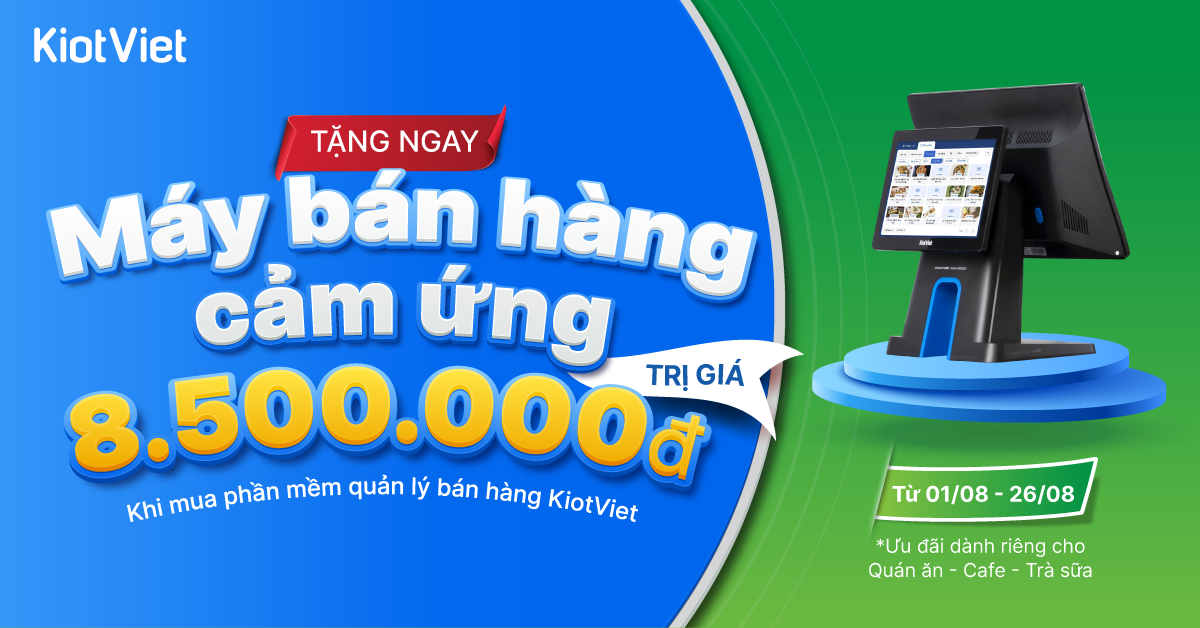 KiotViet
TẶNG NGAY
Máy bán hàng
cảm ứng
TRỊ GIÁ
8.500.000đ
Khi mua phần mềm quản lý bán hàng KiotViet
KiotViet
Từ 01/08 - 26/08
*Ưu đãi dành riêng cho
Quán ăn - Cafe - Trà sữa